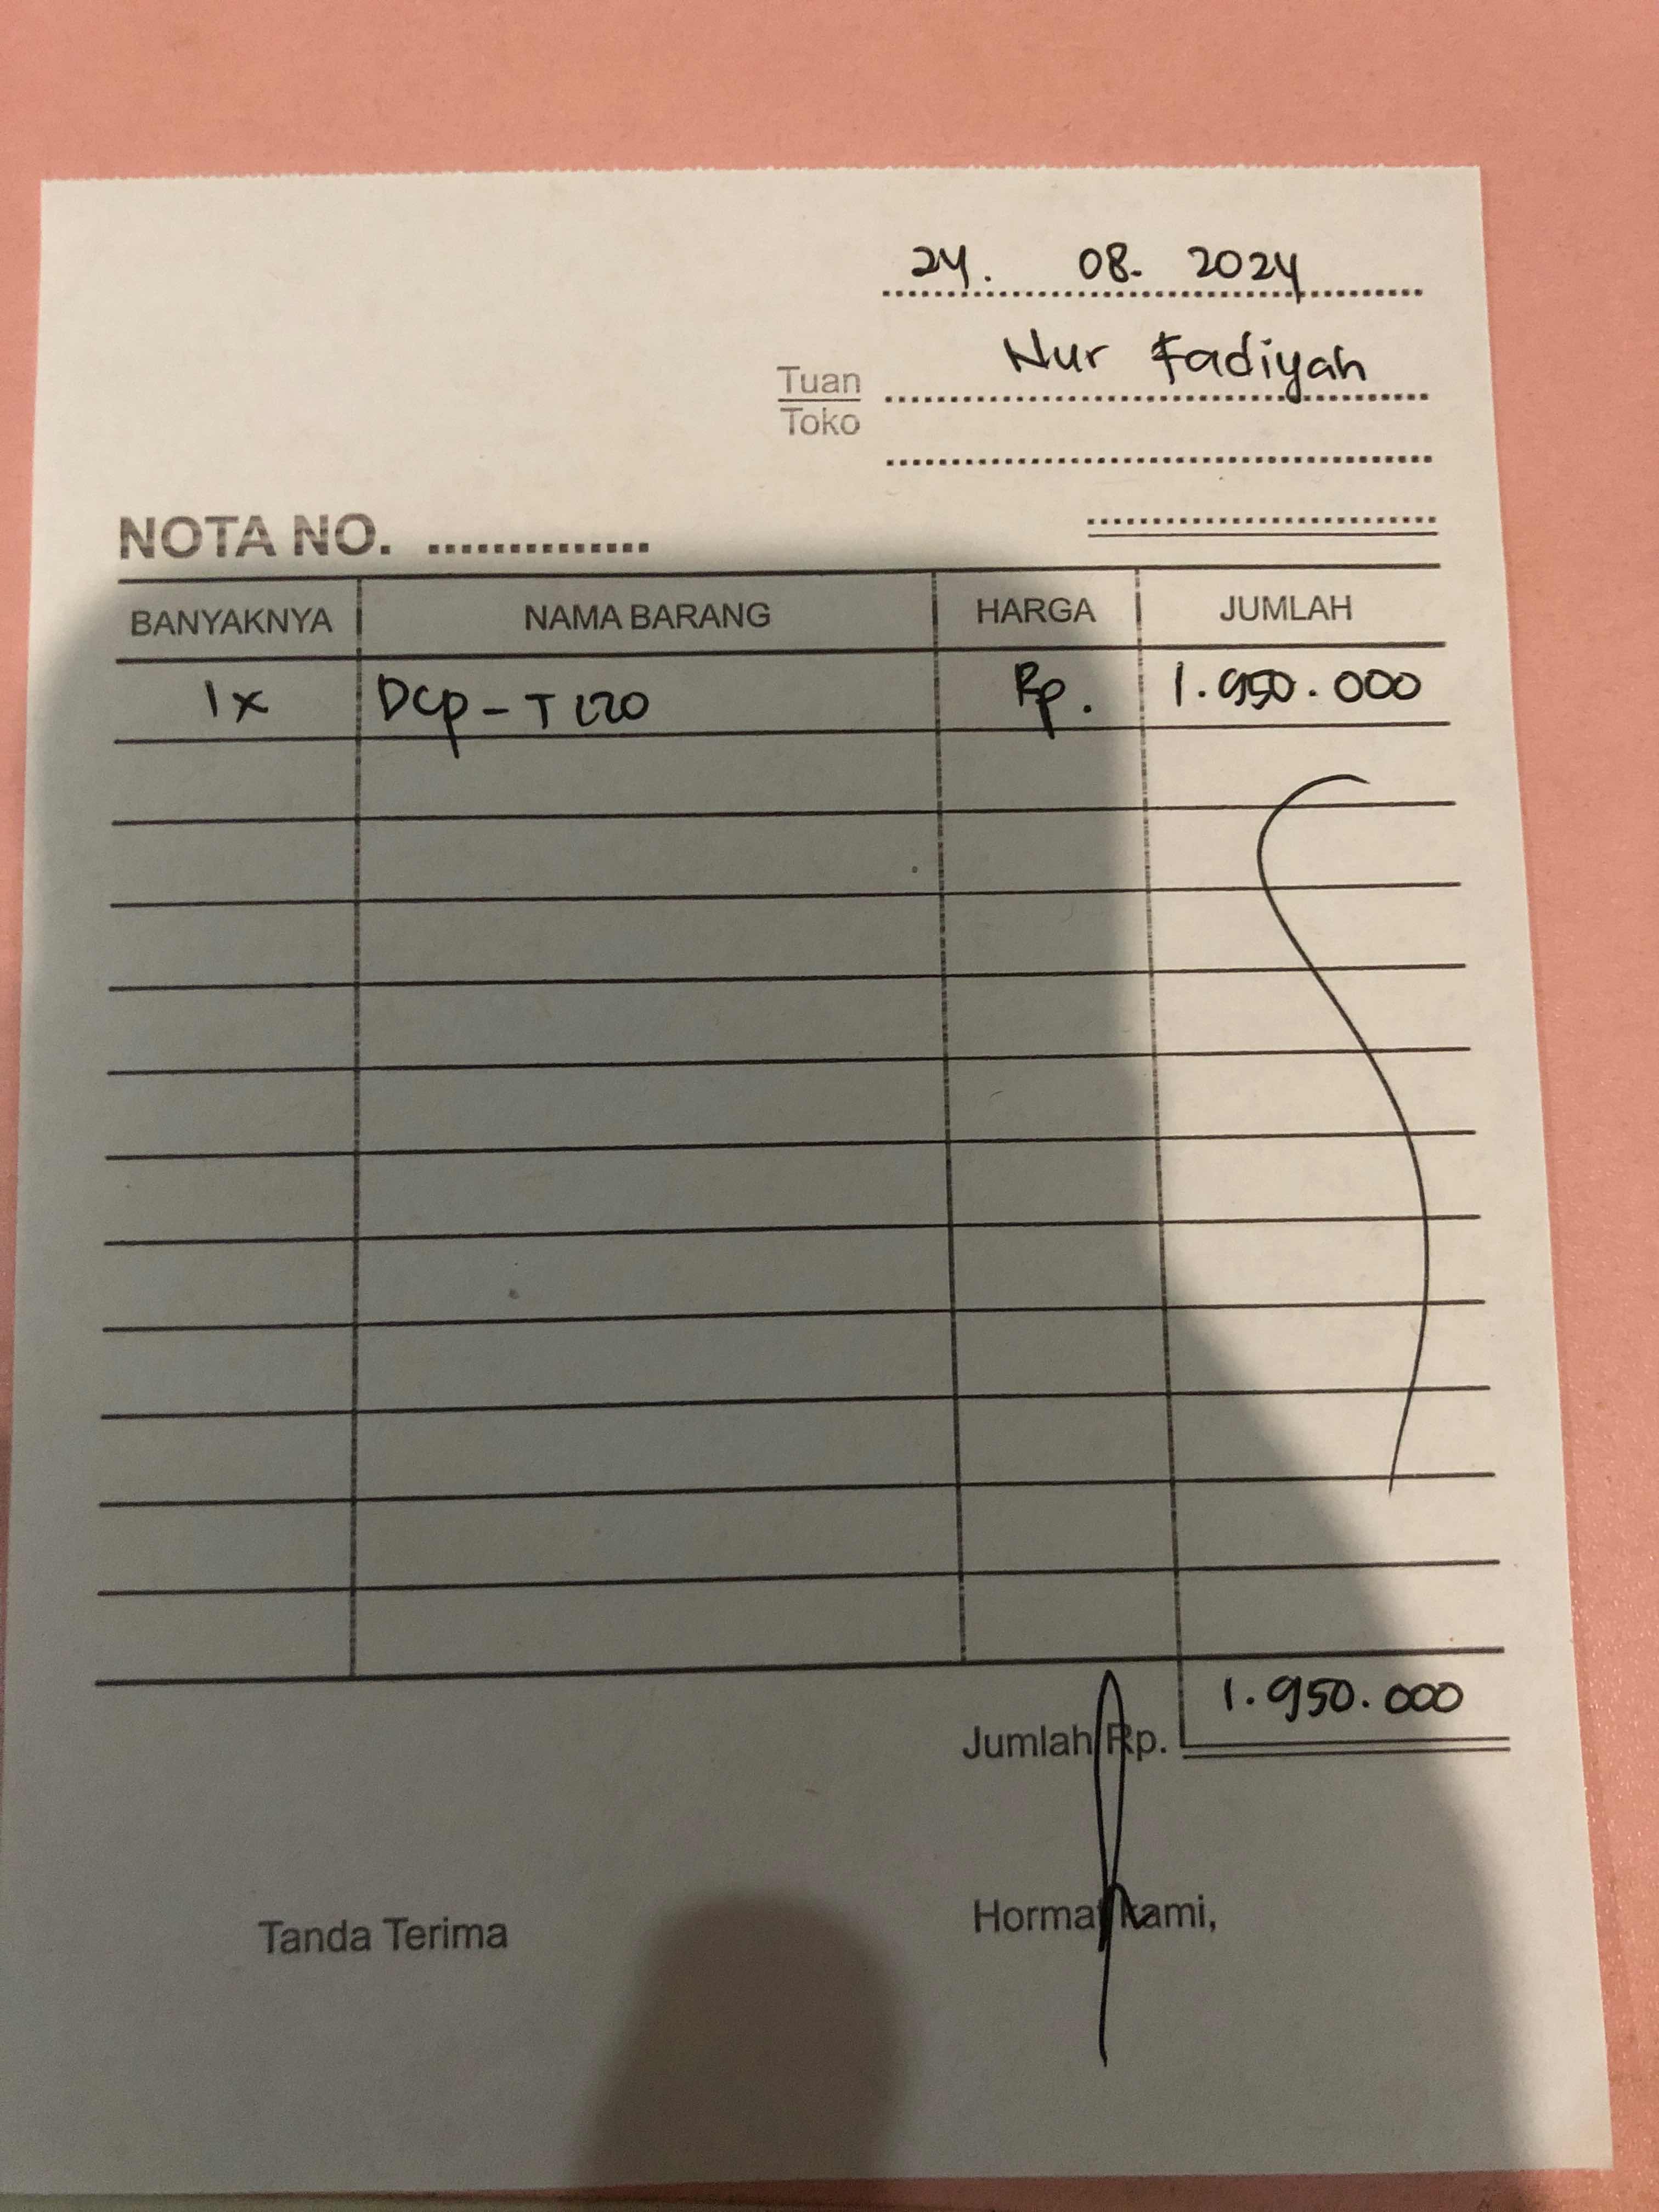 24. 08. 2024
Tuan Nur Fadiyah
Toko
NOTA NO. ..............
BANYAKNYA NAMA BARANG HARGA JUMLAH
1x Dcp - T220 Rp. 1.950.000
Jumlah Rp. 1.950.000
Tanda Terima Hormat kami,